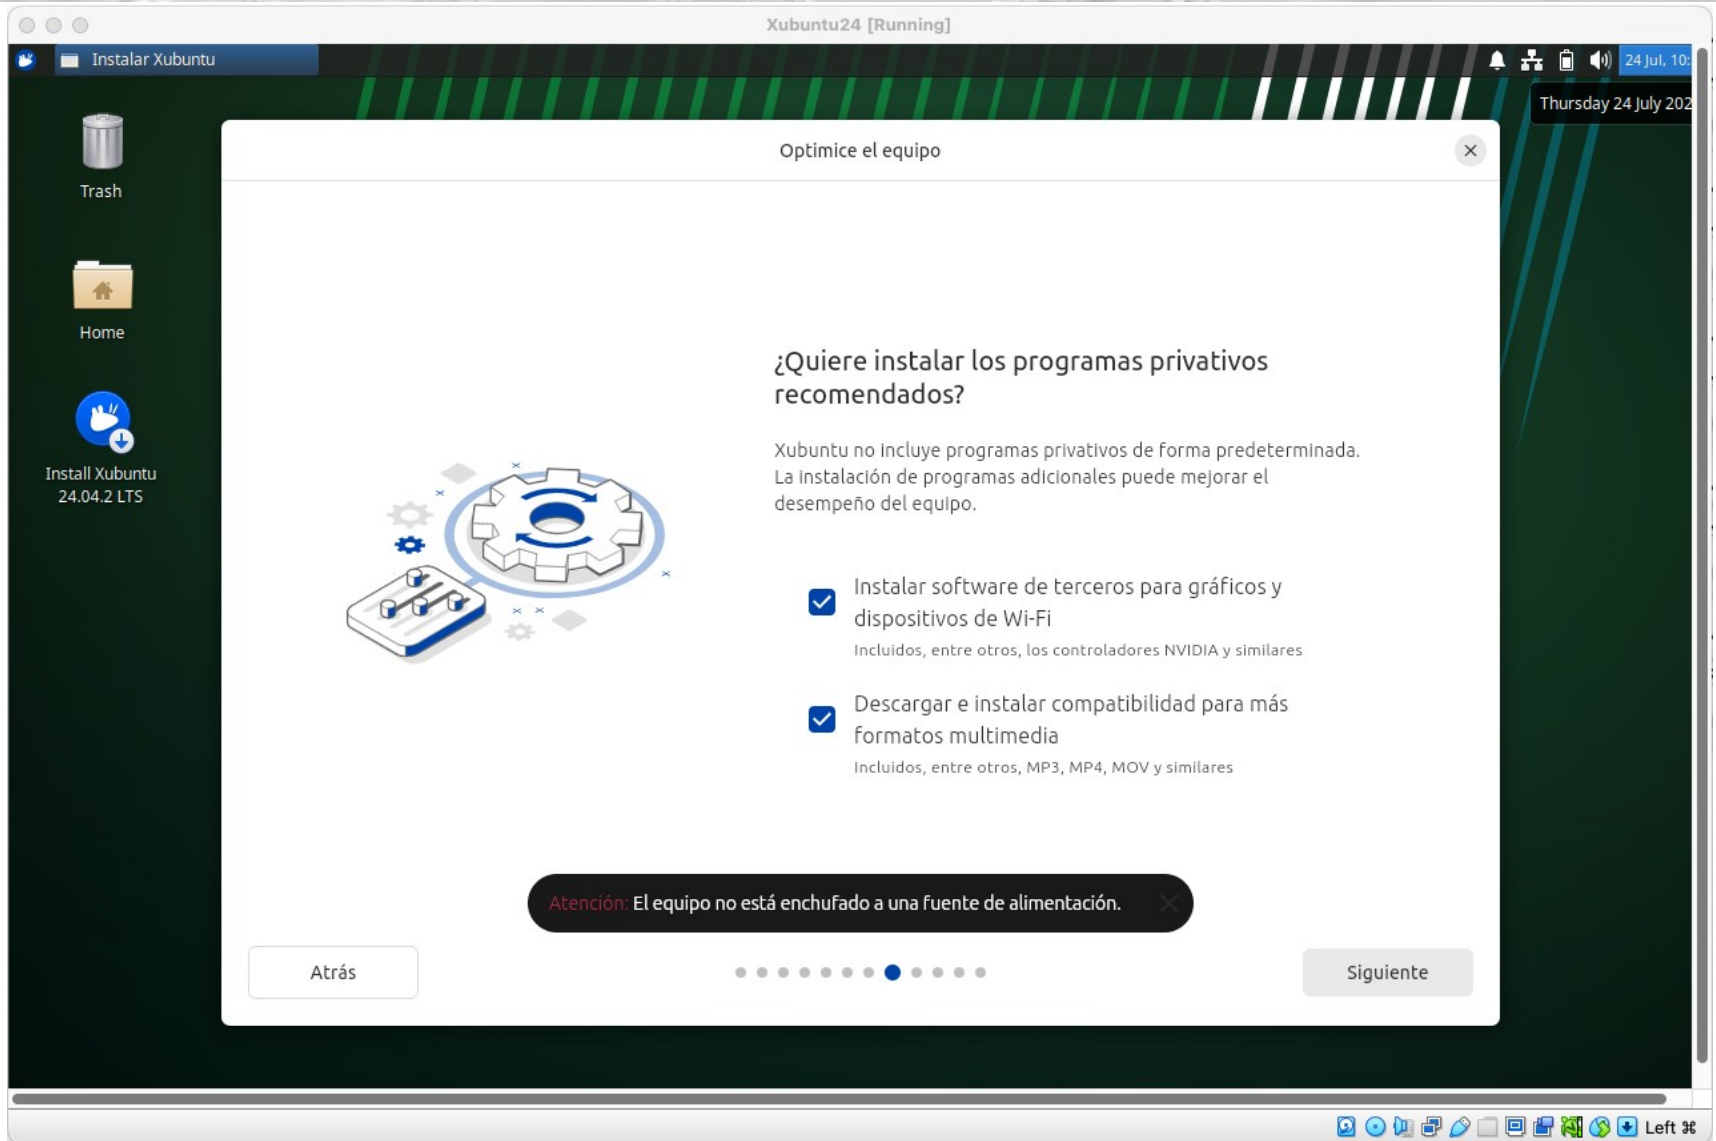 Xubuntu24 [Running]
Instalar Xubuntu
24 Jul, 10:
Thursday 24 July 202
Trash
Home
Install Xubuntu
24.04.2 LTS
Optimice el equipo
¿Quiere instalar los programas privativos
recomendados?
Xubuntu no incluye programas privativos de forma predeterminada.
La instalación de programas adicionales puede mejorar el
desempeño del equipo.
Instalar software de terceros para gráficos y
dispositivos de Wi-Fi
Incluidos, entre otros, los controladores NVIDIA y similares
Descargar e instalar compatibilidad para más
formatos multimedia
Incluidos, entre otros, MP3, MP4, MOV y similares
Atención: El equipo no está enchufado a una fuente de alimentación.
Atrás
Siguiente
Left ⌘